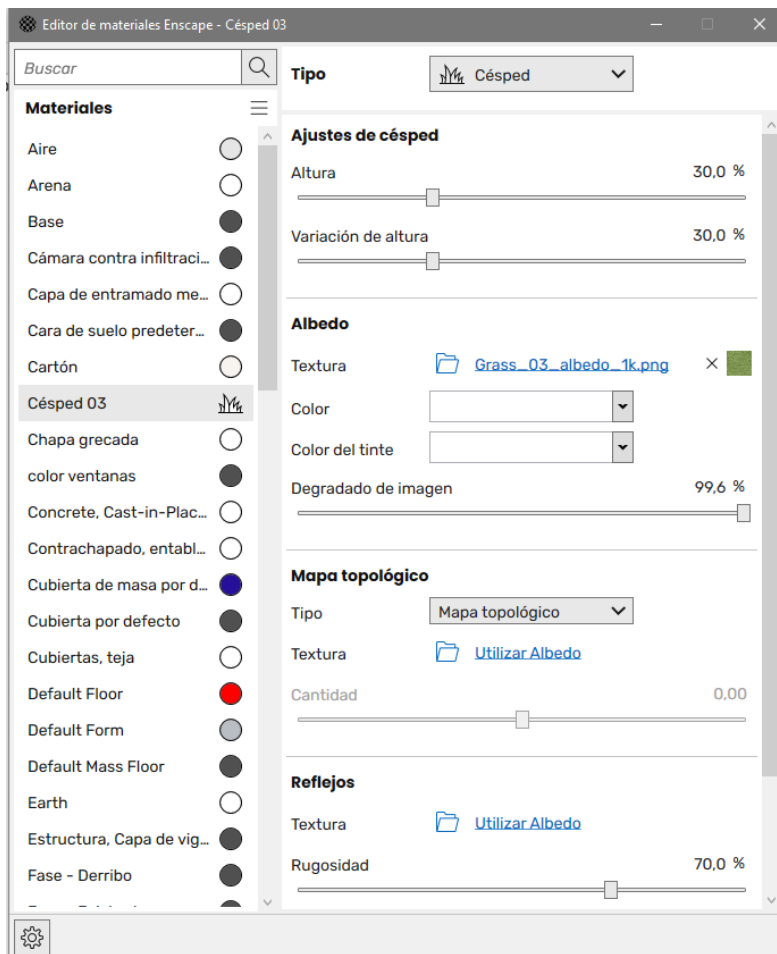 Editor de materiales Enscape - Césped 03
Buscar
Materiales
Aire
Arena
Base
Cámara contra infiltraci...
Capa de entramado me...
Cara de suelo predeter...
Cartón
Césped 03
Chapa grecada
color ventanas
Concrete, Cast-in-Plac...
Contrachapado, entabl...
Cubierta de masa por d...
Cubierta por defecto
Cubiertas, teja
Default Floor
Default Form
Default Mass Floor
Earth
Estructura, Capa de vig...
Fase - Derribo
Tipo Césped
Ajustes de césped
Altura 30,0 %
Variación de altura 30,0 %
Albedo
Textura Grass_03_albedo_1k.png
Color
Color del tinte
Degradado de imagen 99,6 %
Mapa topológico
Tipo Mapa topológico
Textura Utilizar Albedo
Cantidad 0,00
Reflejos
Textura Utilizar Albedo
Rugosidad 70,0 %